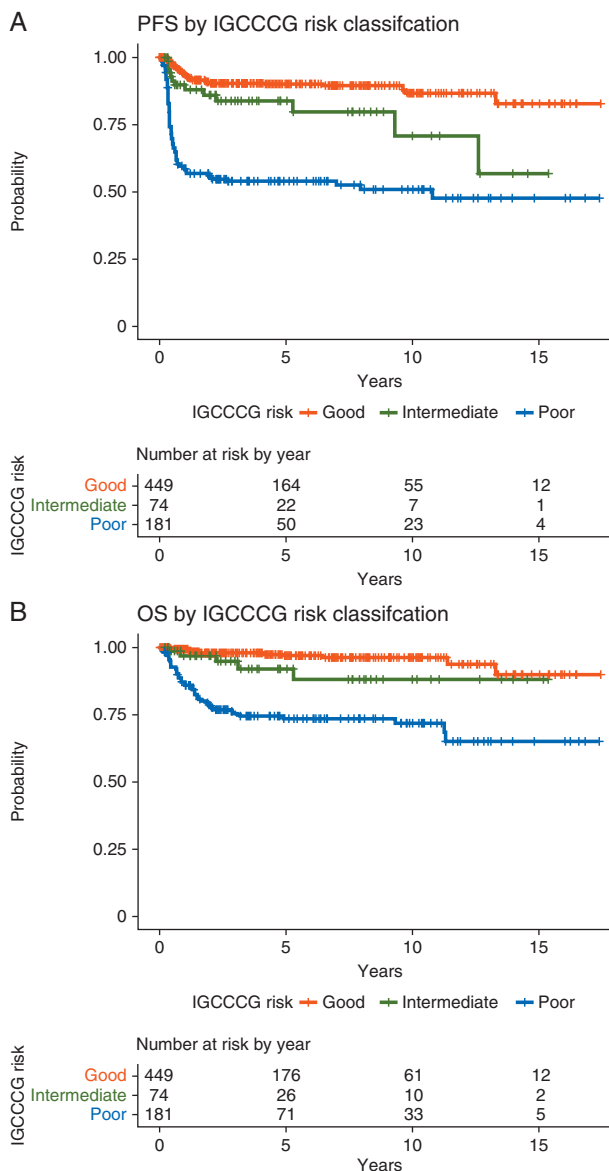 A
PFS by IGCCCG risk classifcation
1.00
0.75
0.50
0.25
0
Probability
0 5 10 15
Years
IGCCCG risk Good Intermediate Poor
Number at risk by year
IGCCCG risk
Good 449 164 55 12
Intermediate 74 22 7 1
Poor 181 50 23 4
0 5 10 15
Years
B
OS by IGCCCG risk classifcation
1.00
0.75
0.50
0.25
0
Probability
0 5 10 15
Years
IGCCCG risk Good Intermediate Poor
Number at risk by year
IGCCCG risk
Good 449 176 61 12
Intermediate 74 26 10 2
Poor 181 71 33 5
0 5 10 15
Years